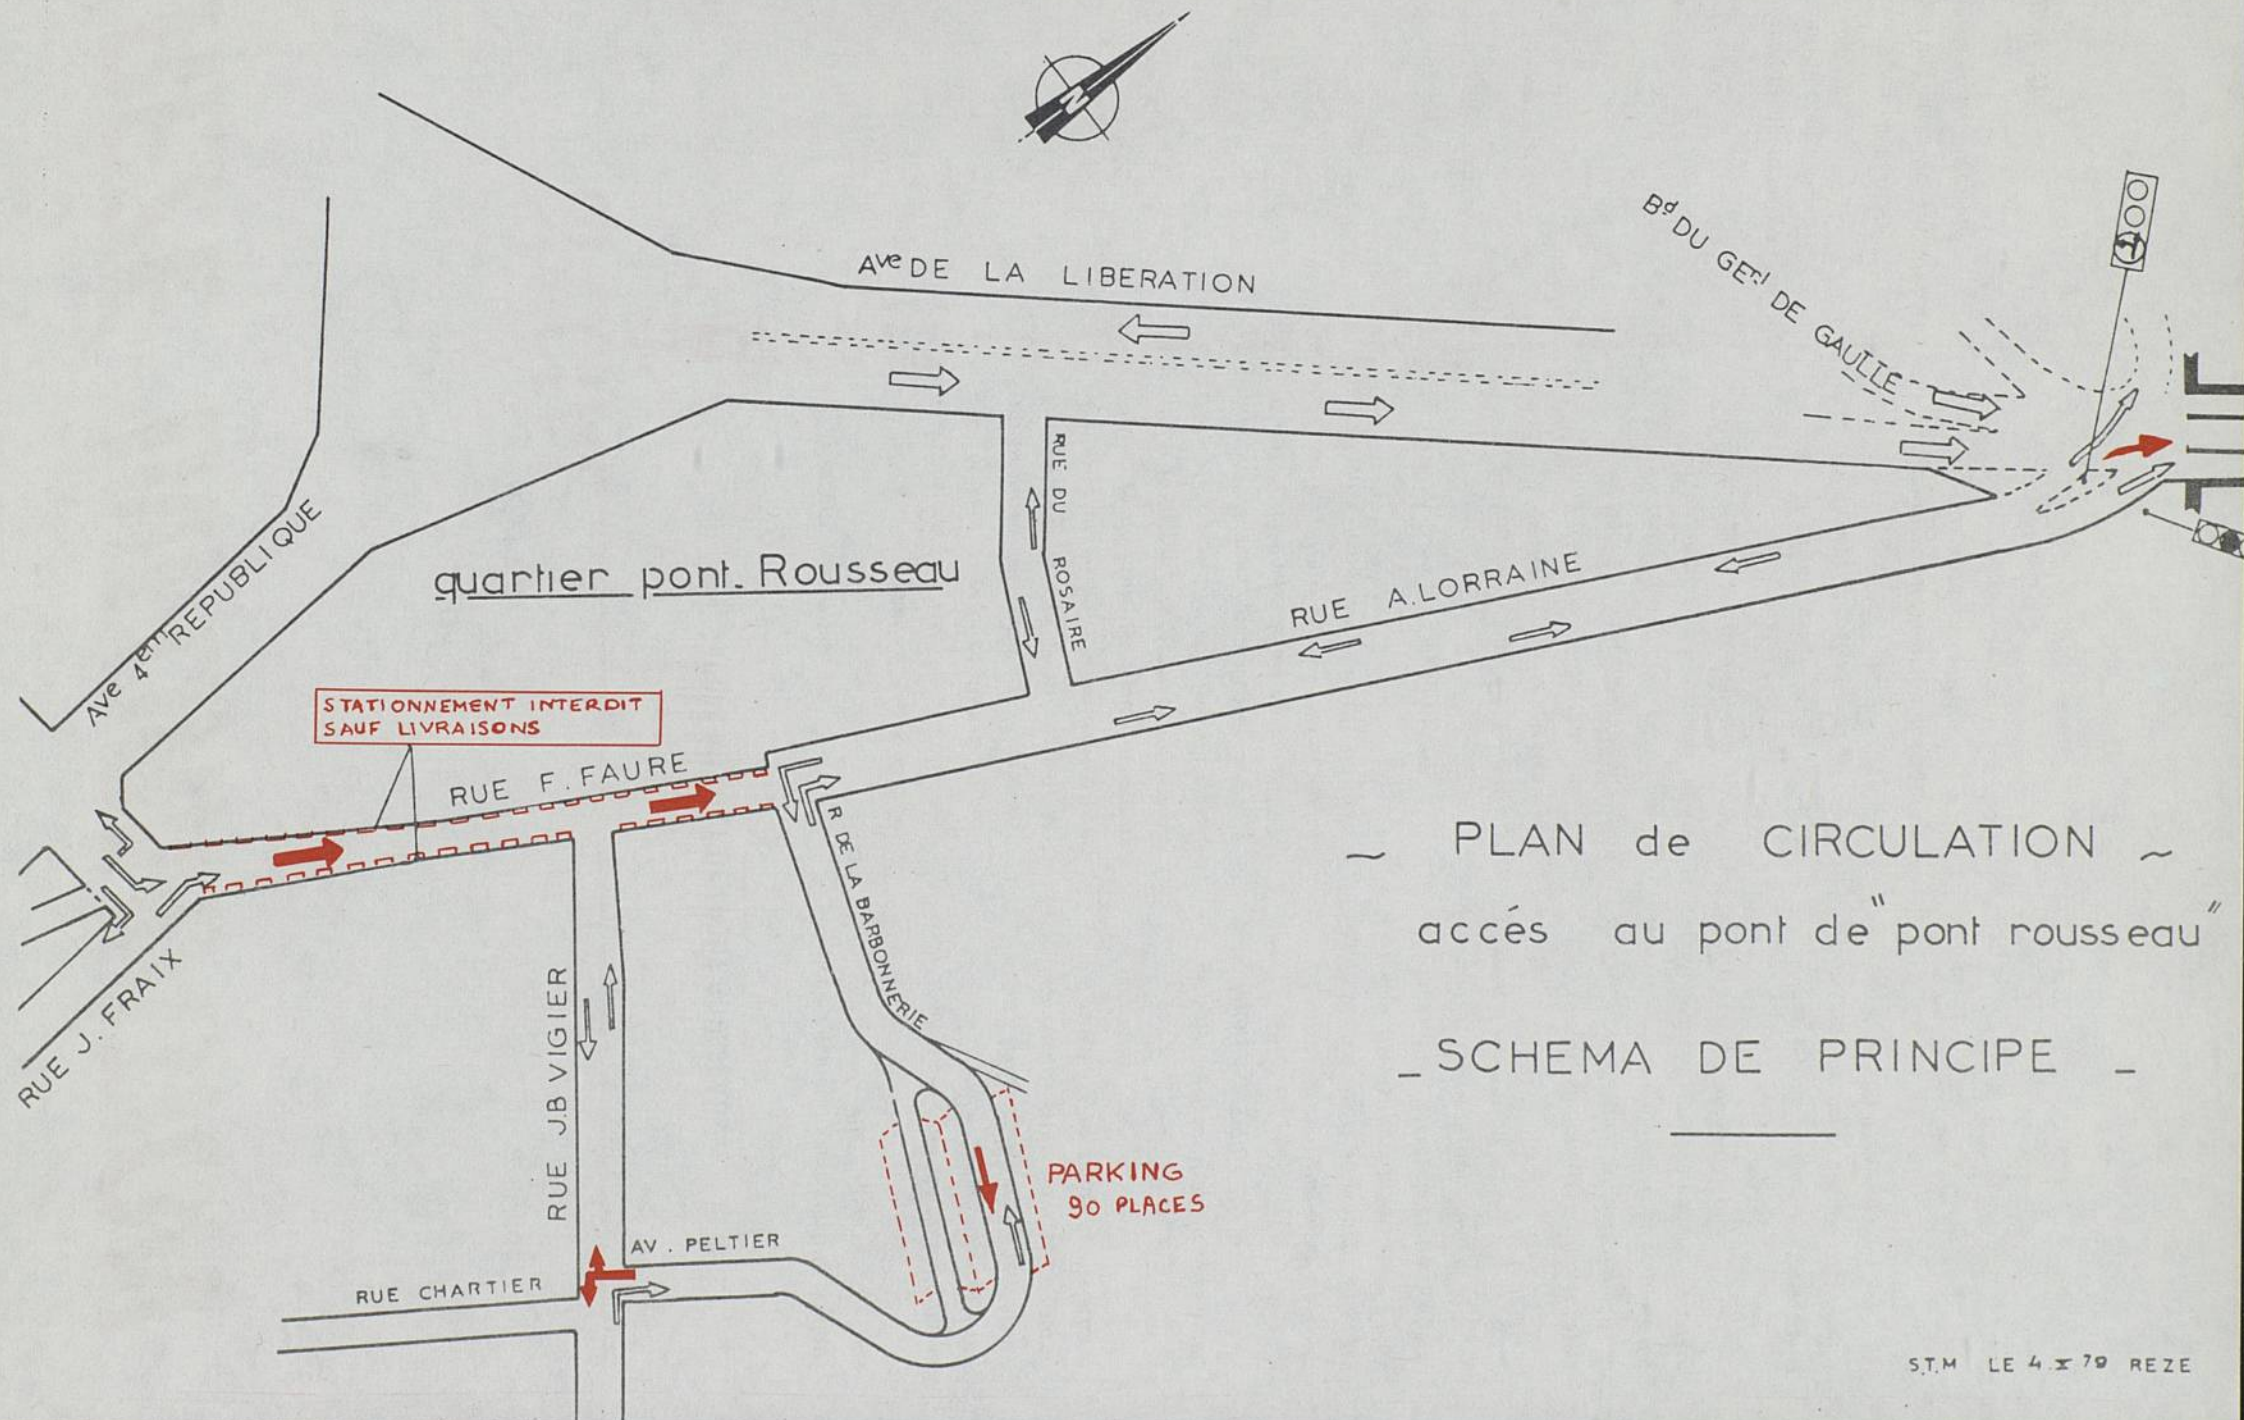 N
Ave DE LA LIBERATION
Bd DU GEral DE GAULLE
RUE DU ROSAIRE
Ave 4em REPUBLIQUE
quartier pont. Rousseau
RUE A. LORRAINE
STATIONNEMENT INTERDIT
SAUF LIVRAISONS
RUE F. FAURE
R DE LA BARBONNERIE
RUE J. FRAIX
RUE J.B VIGIER
~ PLAN de CIRCULATION ~
accés au pont de "pont rousseau"
_ SCHEMA DE PRINCIPE _
PARKING
90 PLACES
AV. PELTIER
RUE CHARTIER
S.T.M LE 4.X 79 REZE